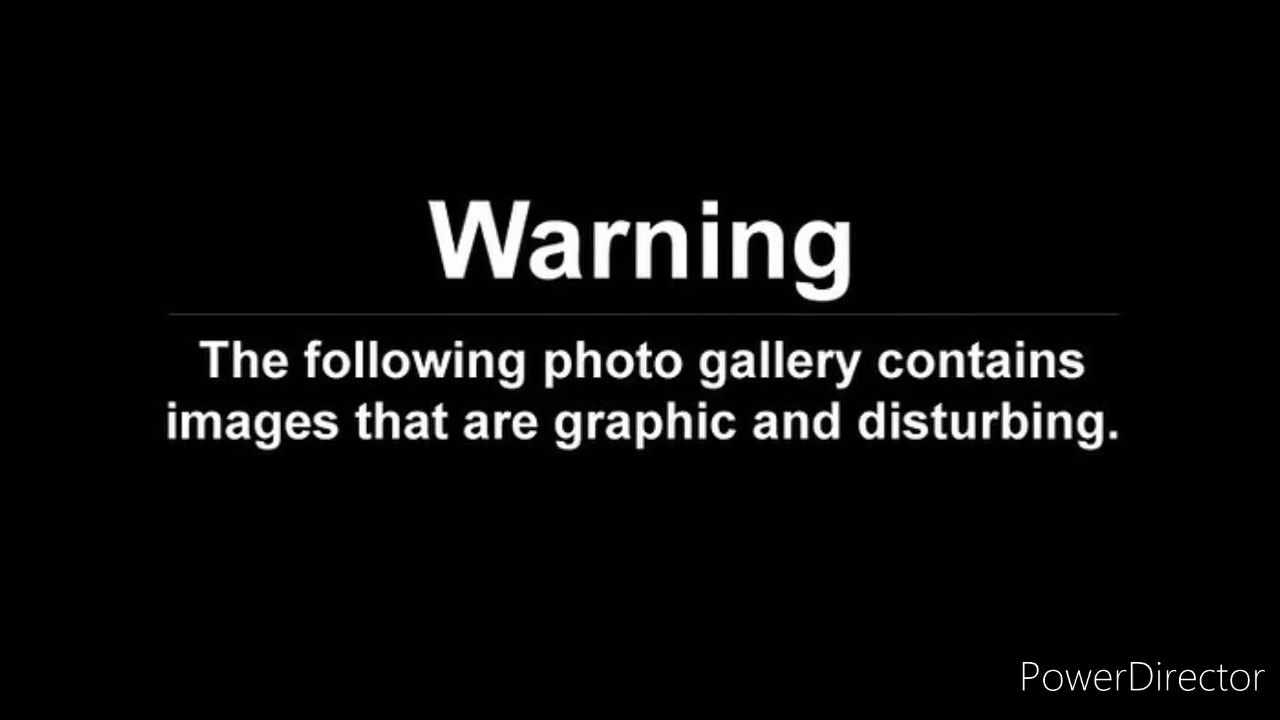 Warning
The following photo gallery contains
images that are graphic and disturbing.
PowerDirector